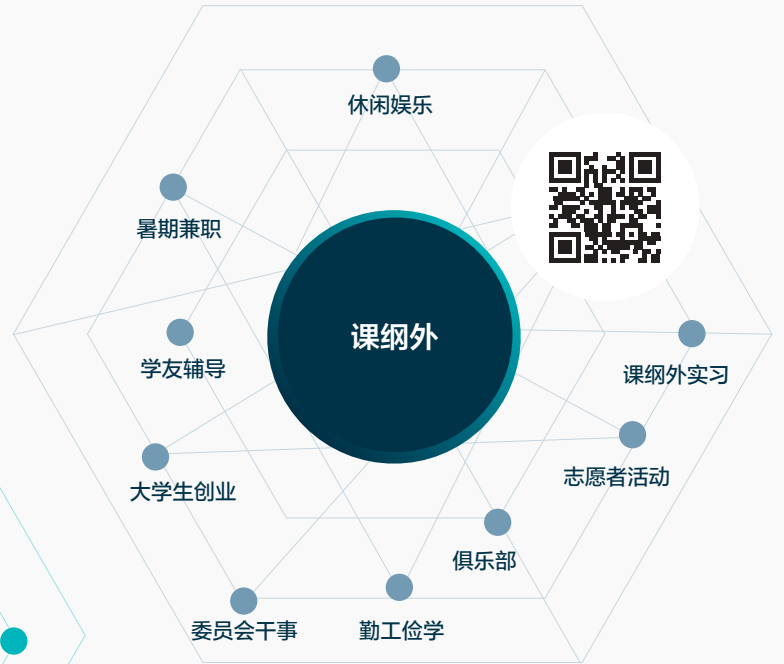 休闲娱乐
暑期兼职
课纲外
学友辅导
课纲外实习
志愿者活动
大学生创业
俱乐部
委员会干事
勤工俭学